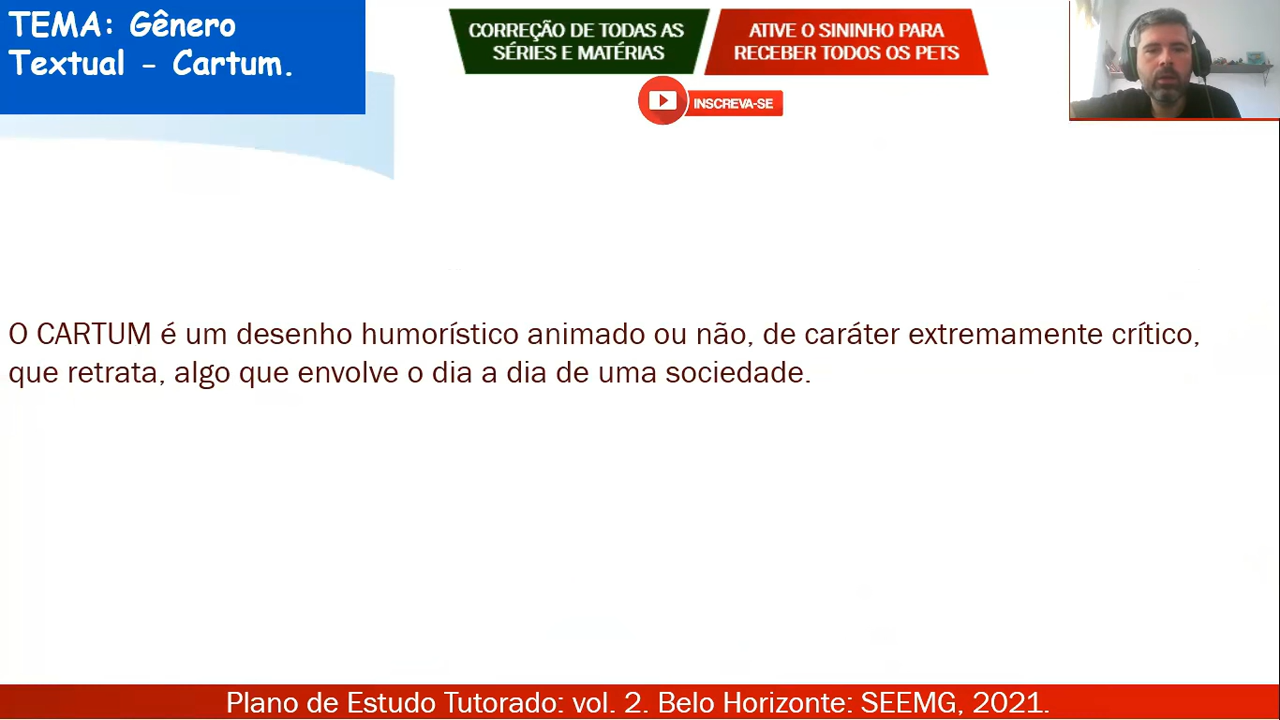 TEMA: Gênero
Textual - Cartum.
CORREÇÃO DE TODAS AS
SÉRIES E MATÉRIAS
ATIVE O SININHO PARA
RECEBER TODOS OS PETS
INSCREVA-SE
O CARTUM é um desenho humorístico animado ou não, de caráter extremamente crítico,
que retrata, algo que envolve o dia a dia de uma sociedade.
Plano de Estudo Tutorado: vol. 2. Belo Horizonte: SEEMG, 2021.